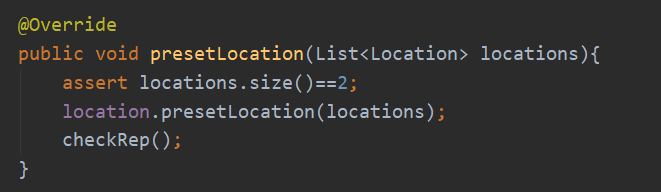 @Override
public void presetLocation(List<Location> locations){
assert locations.size()==2;
location.presetLocation(locations);
checkRep();
}